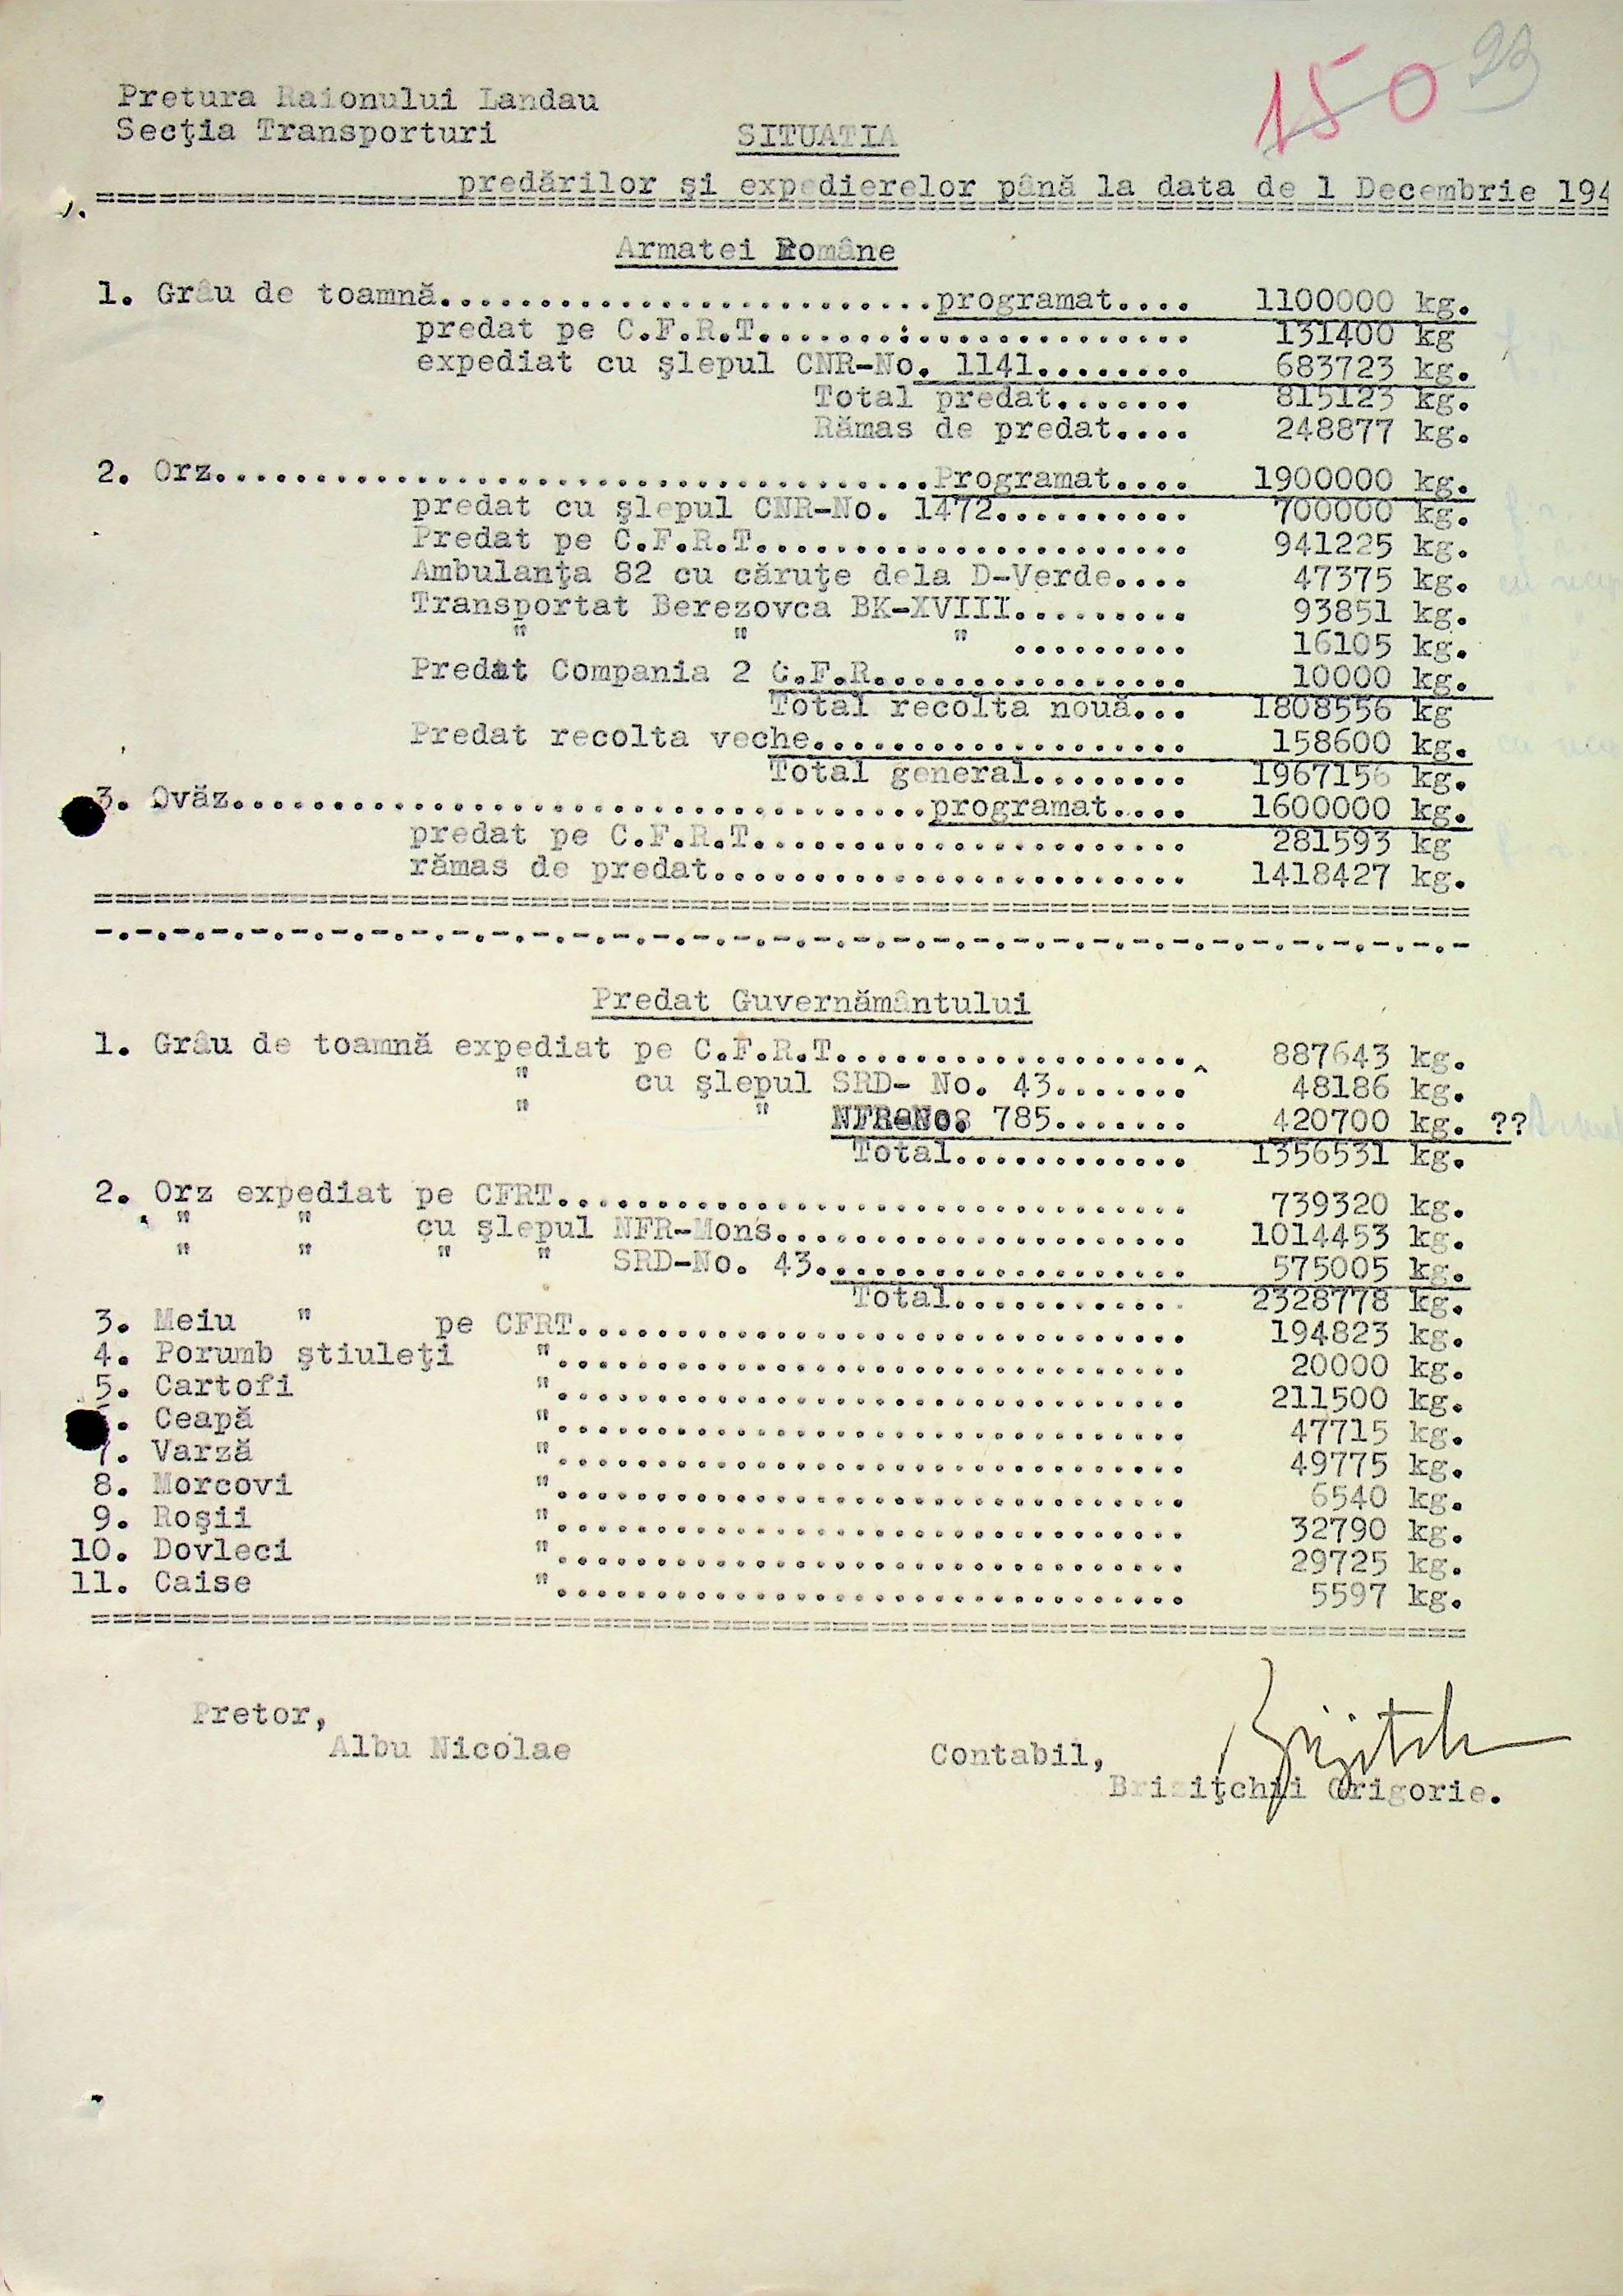 150 93
Pretura Raionului Landau
Secţia Transporturi
SITUATIA
predărilor şi expedierelor până la data de 1 Decembrie 194
Armatei Române
1. Grâu de toamnă.........................programat.... 1100000 kg.
predat pe C.F.R.T...................... 131400 kg
expediat cu şlepul CNR-No. 1141........ 683723 kg.
Total predat....... 815123 kg.
Rămas de predat.... 248877 kg.
2. Orz....................................Programat.... 1900000 kg.
predat cu şlepul CNR-No. 1472.......... 700000 kg.
Predat pe C.F.R.T...................... 941225 kg.
Ambulanţa 82 cu căruţe dela D-Verde.... 47375 kg.
Transportat Berezovca BK-XVIII......... 93851 kg.
" " " ......... 16105 kg.
Predat Compania 2 C.F.R................ 10000 kg.
Total recolta nouă... 1808556 kg
Predat recolta veche................... 158600 kg.
Total general........ 1967156 kg.
3. Ovăz...................................programat.... 1600000 kg.
predat pe C.F.R.T...................... 281593 kg
rămas de predat........................ 1418427 kg.
Predat Guvernământului
1. Grâu de toamnă expediat pe C.F.R.T.................. 887643 kg.
" cu şlepul SRD- No. 43....... 48186 kg.
" " 785....... 420700 kg. ??
Total............ 1356531 kg.
2. Orz expediat pe CFRT................................ 739320 kg.
" " cu şlepul NFR-Mons..................... 1014453 kg.
" " " " SRD-No. 43................... 575005 kg.
Total............ 2328778 kg.
3. Meiu " pe CFRT............................... 194823 kg.
4. Porumb ştiuleţi "................................ 20000 kg.
5. Cartofi "................................ 211500 kg.
. Ceapă "................................ 47715 kg.
7. Varză "................................ 49775 kg.
8. Morcovi "................................ 6540 kg.
9. Roşii "................................ 32790 kg.
10. Dovleci "................................ 29725 kg.
11. Caise "................................ 5597 kg.
Pretor,
Albu Nicolae
Contabil,
Briziţchii Grigorie.